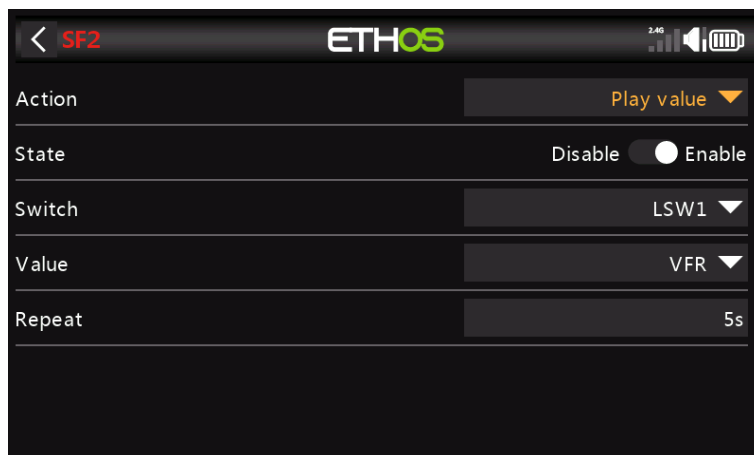 SF2 ETHOS 2.4G
Action Play value
State Disable Enable
Switch LSW1
Value VFR
Repeat 5s